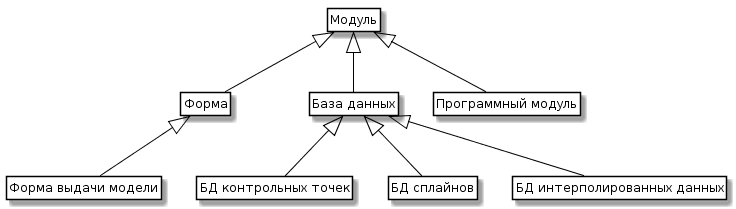 Модуль
Форма
База данных
Программный модуль
Форма выдачи модели
БД контрольных точек
БД сплайнов
БД интерполированных данных